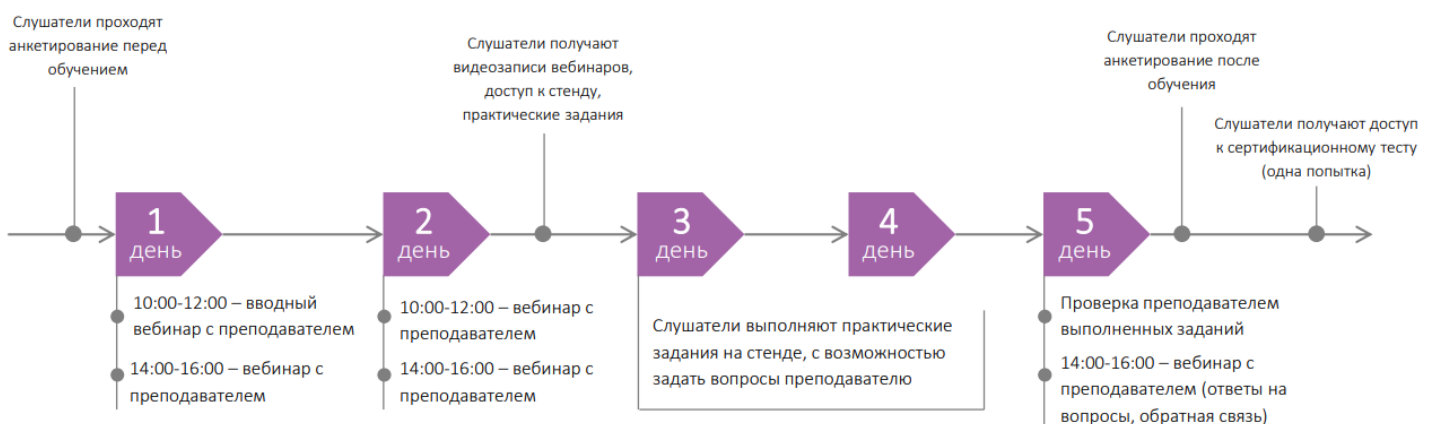 Слушатели проходят
анкетирование перед
обучением
Слушатели получают
видеозаписи вебинаров,
доступ к стенду,
практические задания
Слушатели проходят
анкетирование после
обучения
Слушатели получают доступ
к сертификационному тесту
(одна попытка)
1
день
2
день
3
день
4
день
5
день
10:00-12:00 – вводный
вебинар с преподавателем
14:00-16:00 – вебинар с
преподавателем
10:00-12:00 – вебинар с
преподавателем
14:00-16:00 – вебинар с
преподавателем
Слушатели выполняют практические
задания на стенде, с возможностью
задать вопросы преподавателю
Проверка преподавателем
выполненных заданий
14:00-16:00 – вебинар с
преподавателем (ответы на
вопросы, обратная связь)